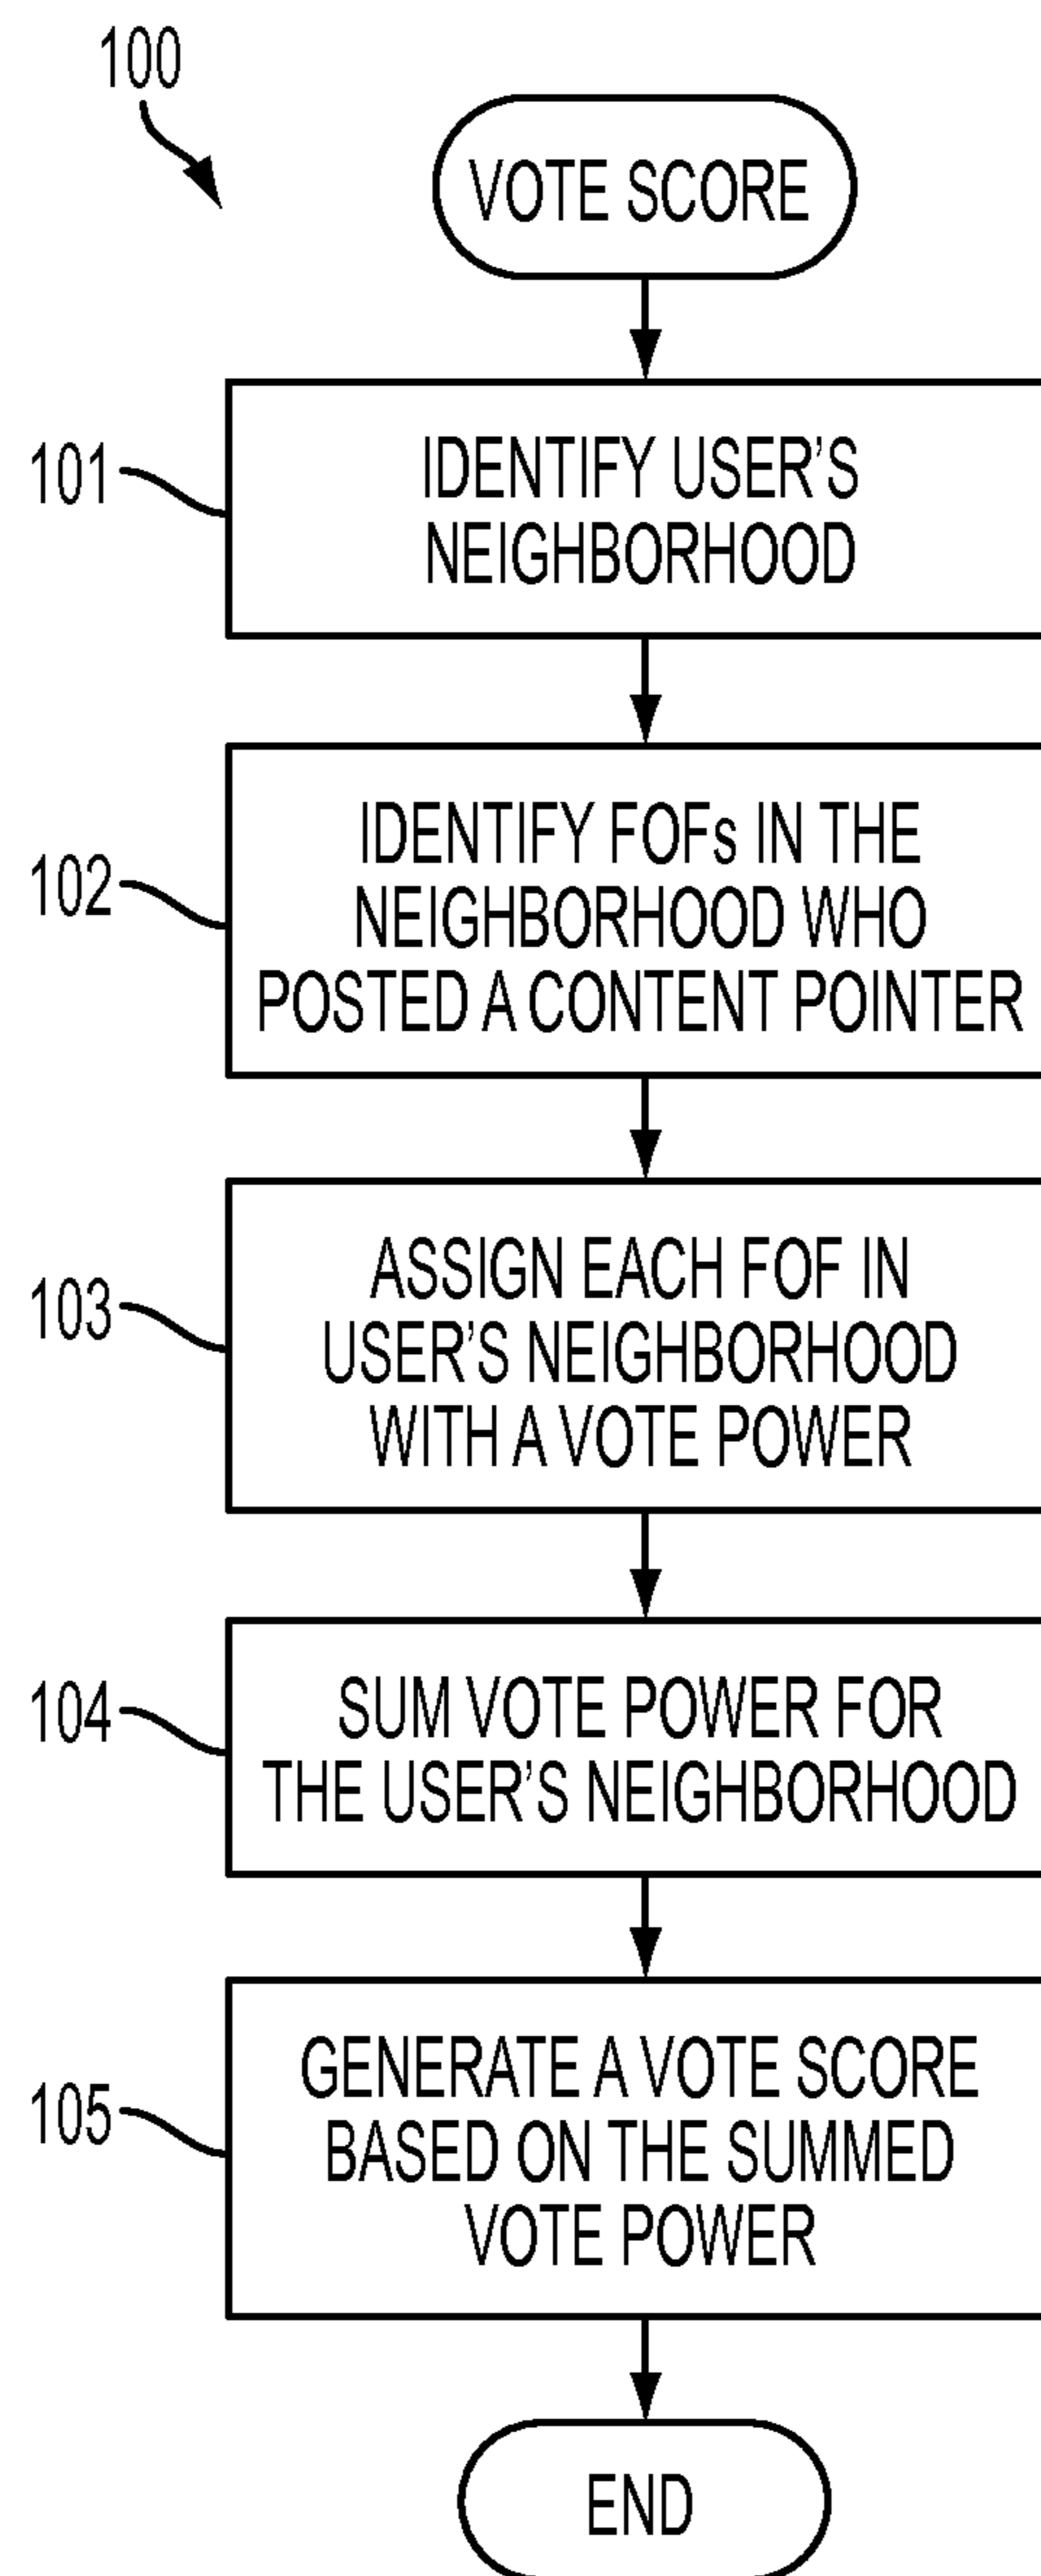 100
VOTE SCORE
101
IDENTIFY USER'S
NEIGHBORHOOD
102
IDENTIFY FOFs IN THE
NEIGHBORHOOD WHO
POSTED A CONTENT POINTER
103
ASSIGN EACH FOF IN
USER'S NEIGHBORHOOD
WITH A VOTE POWER
104
SUM VOTE POWER FOR
THE USER'S NEIGHBORHOOD
105
GENERATE A VOTE SCORE
BASED ON THE SUMMED
VOTE POWER
END